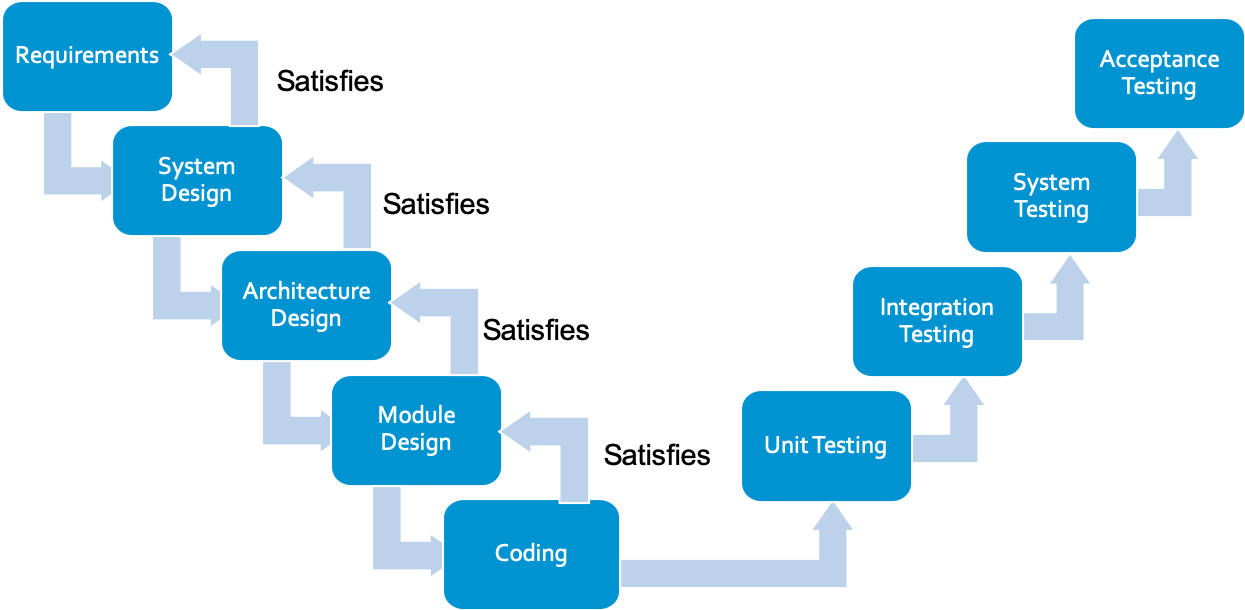 Requirements
Satisfies
System
Design
Satisfies
Architecture
Design
Satisfies
Module
Design
Satisfies
Coding
Unit Testing
Integration
Testing
System
Testing
Acceptance
Testing